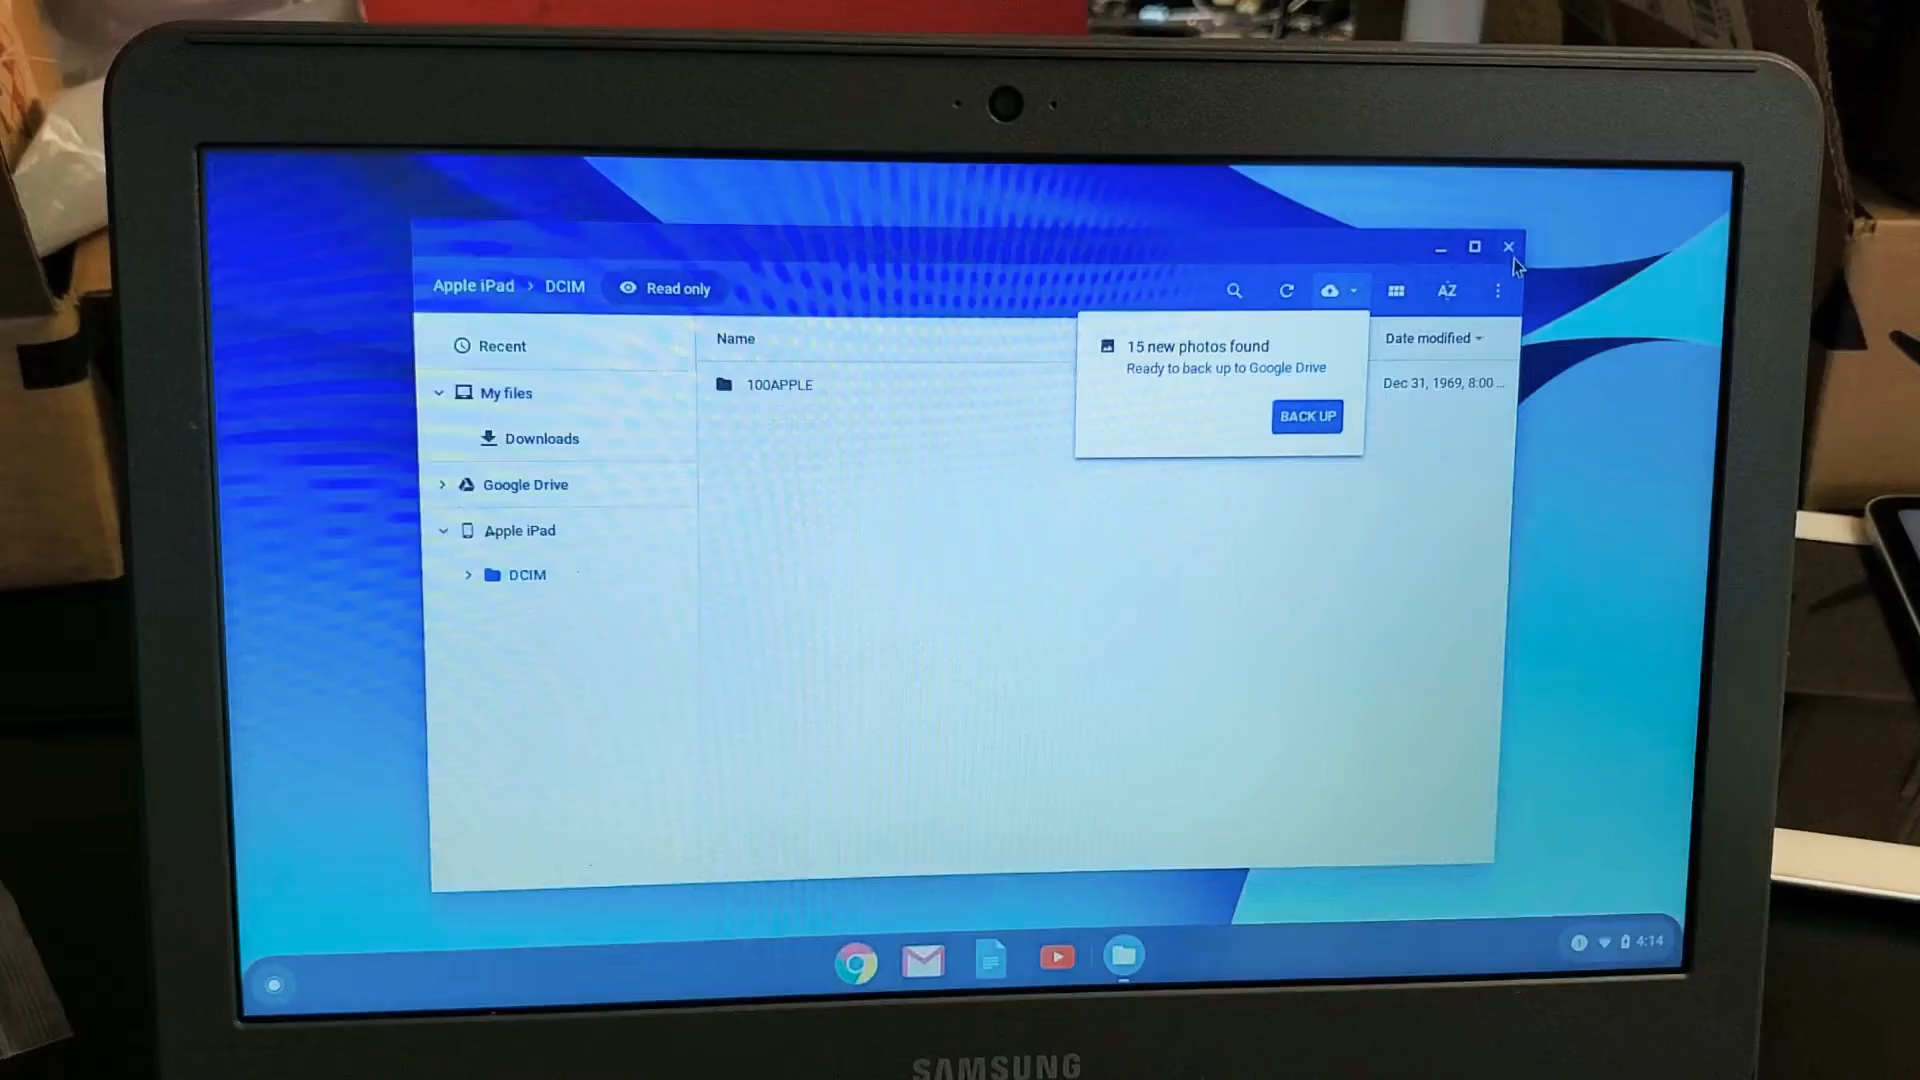 Apple iPad > DCIM Read only
AZ
Recent
My files
Downloads
Google Drive
Apple iPad
DCIM
Name
Date modified
100APPLE
Dec 31, 1969, 8:00 ...
15 new photos found
Ready to back up to Google Drive
BACK UP
1
4:14
SAMSUNG